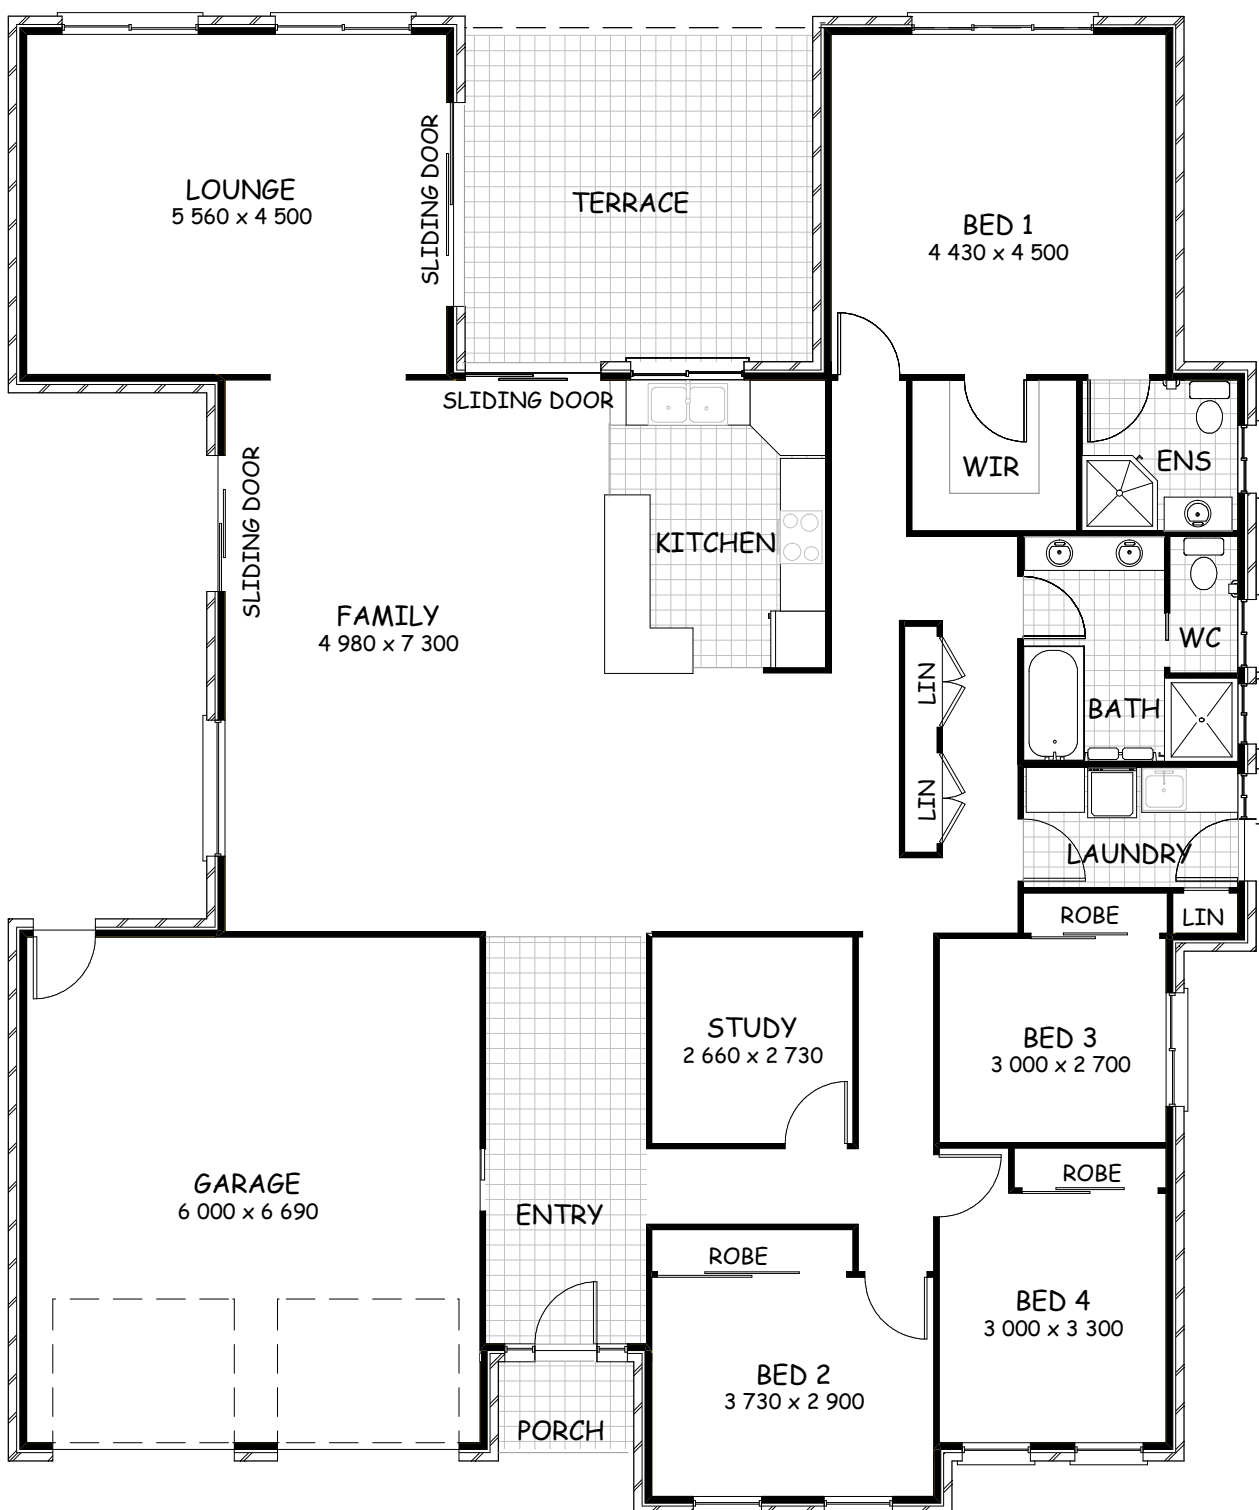 LOUNGE
5 560 x 4 500
SLIDING DOOR
TERRACE
BED 1
4 430 x 4 500
SLIDING DOOR
SLIDING DOOR
WIR
ENS
KITCHEN
FAMILY
4 980 x 7 300
WC
LIN
BATH
LIN
LAUNDRY
ROBE
LIN
STUDY
2 660 x 2 730
BED 3
3 000 x 2 700
GARAGE
6 000 x 6 690
ENTRY
ROBE
ROBE
BED 4
3 000 x 3 300
BED 2
3 730 x 2 900
PORCH